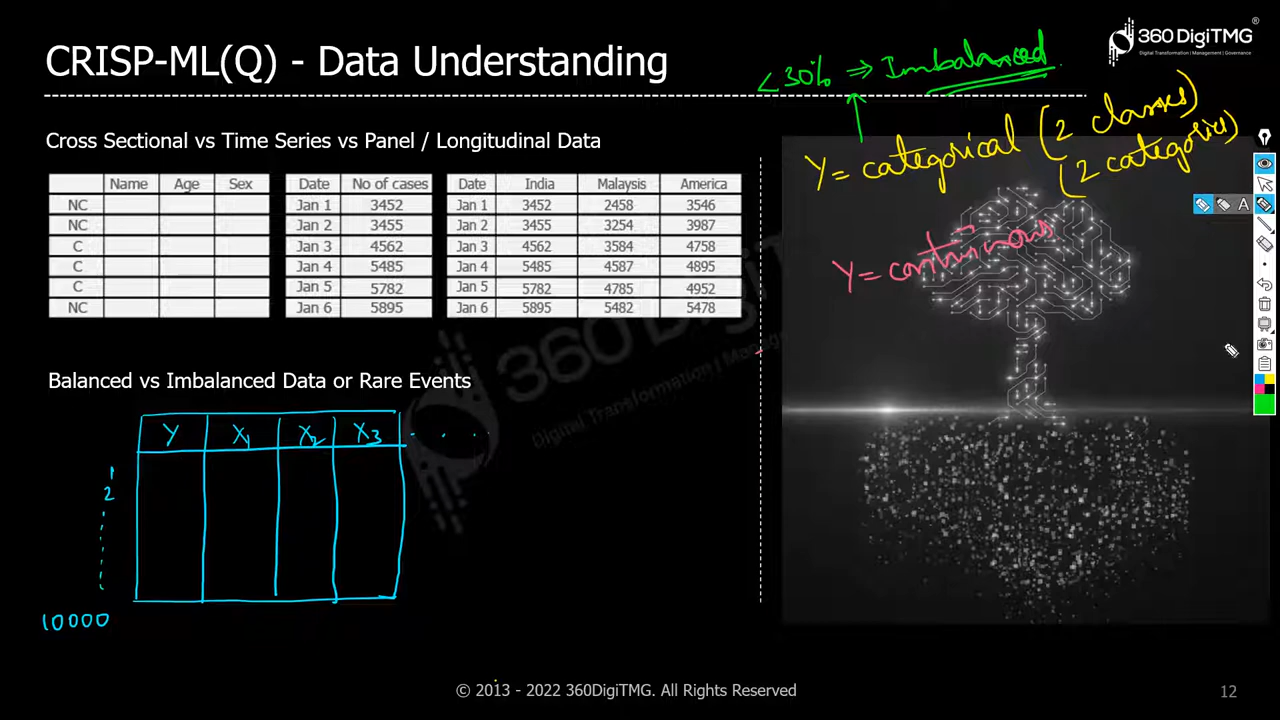 CRISP-ML(Q) - Data Understanding
<30% ⇒ Imbalanced
360 DigiTMG
®
Digital Transformation | Management | Governance
Cross Sectional vs Time Series vs Panel / Longitudinal Data
Y = categorical (2 classes)
(2 categories)
Y = continuous
Name Age Sex
NC
NC
C
C
C
NC
Date No of cases
Jan 1 3452
Jan 2 3455
Jan 3 4562
Jan 4 5485
Jan 5 5782
Jan 6 5895
Date India Malaysis America
Jan 1 3452 2458 3546
Jan 2 3455 3254 3987
Jan 3 4562 3584 4758
Jan 4 5485 4587 4895
Jan 5 5782 4785 4952
Jan 6 5895 5482 5478
A
Balanced vs Imbalanced Data or Rare Events
Y X1 X2 X3 . . .
1
2
10000
© 2013 - 2022 360DigiTMG. All Rights Reserved
12